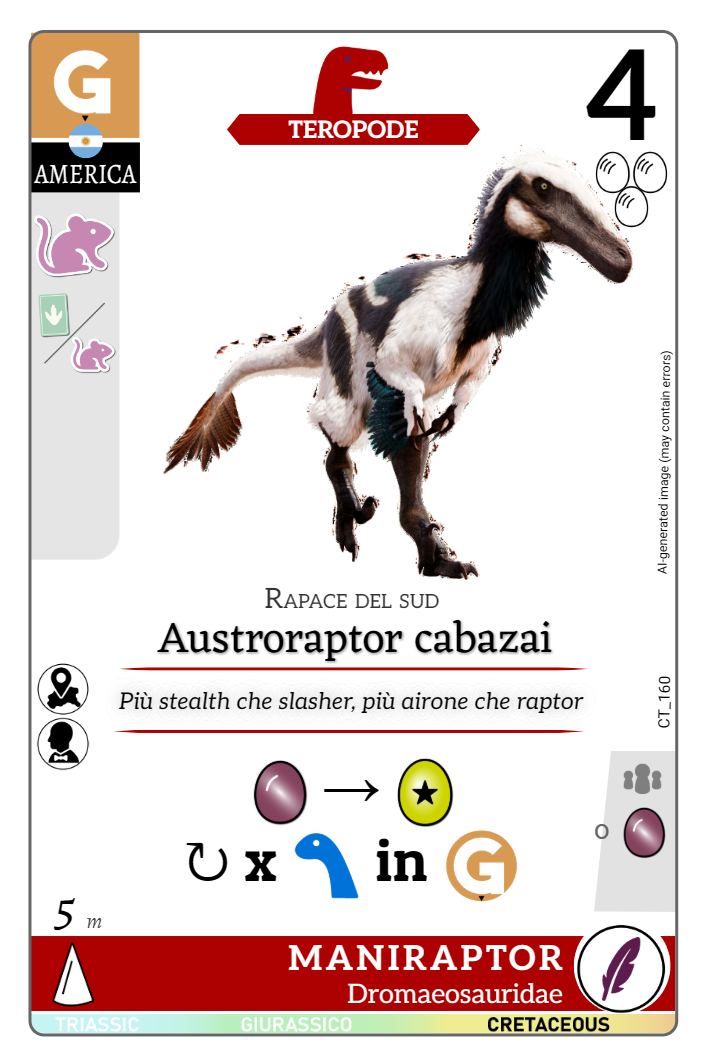 G
4
TEROPODE
AMERICA
AI-generated image (may contain errors)
RAPACE DEL SUD
Austroraptor cabazai
Più stealth che slasher, più airone che raptor
CT_160
→
o
↻ x in G
5 m
MANIRAPTOR
Dromaeosauridae
TRIASSIC GIURASSICO CRETACEOUS